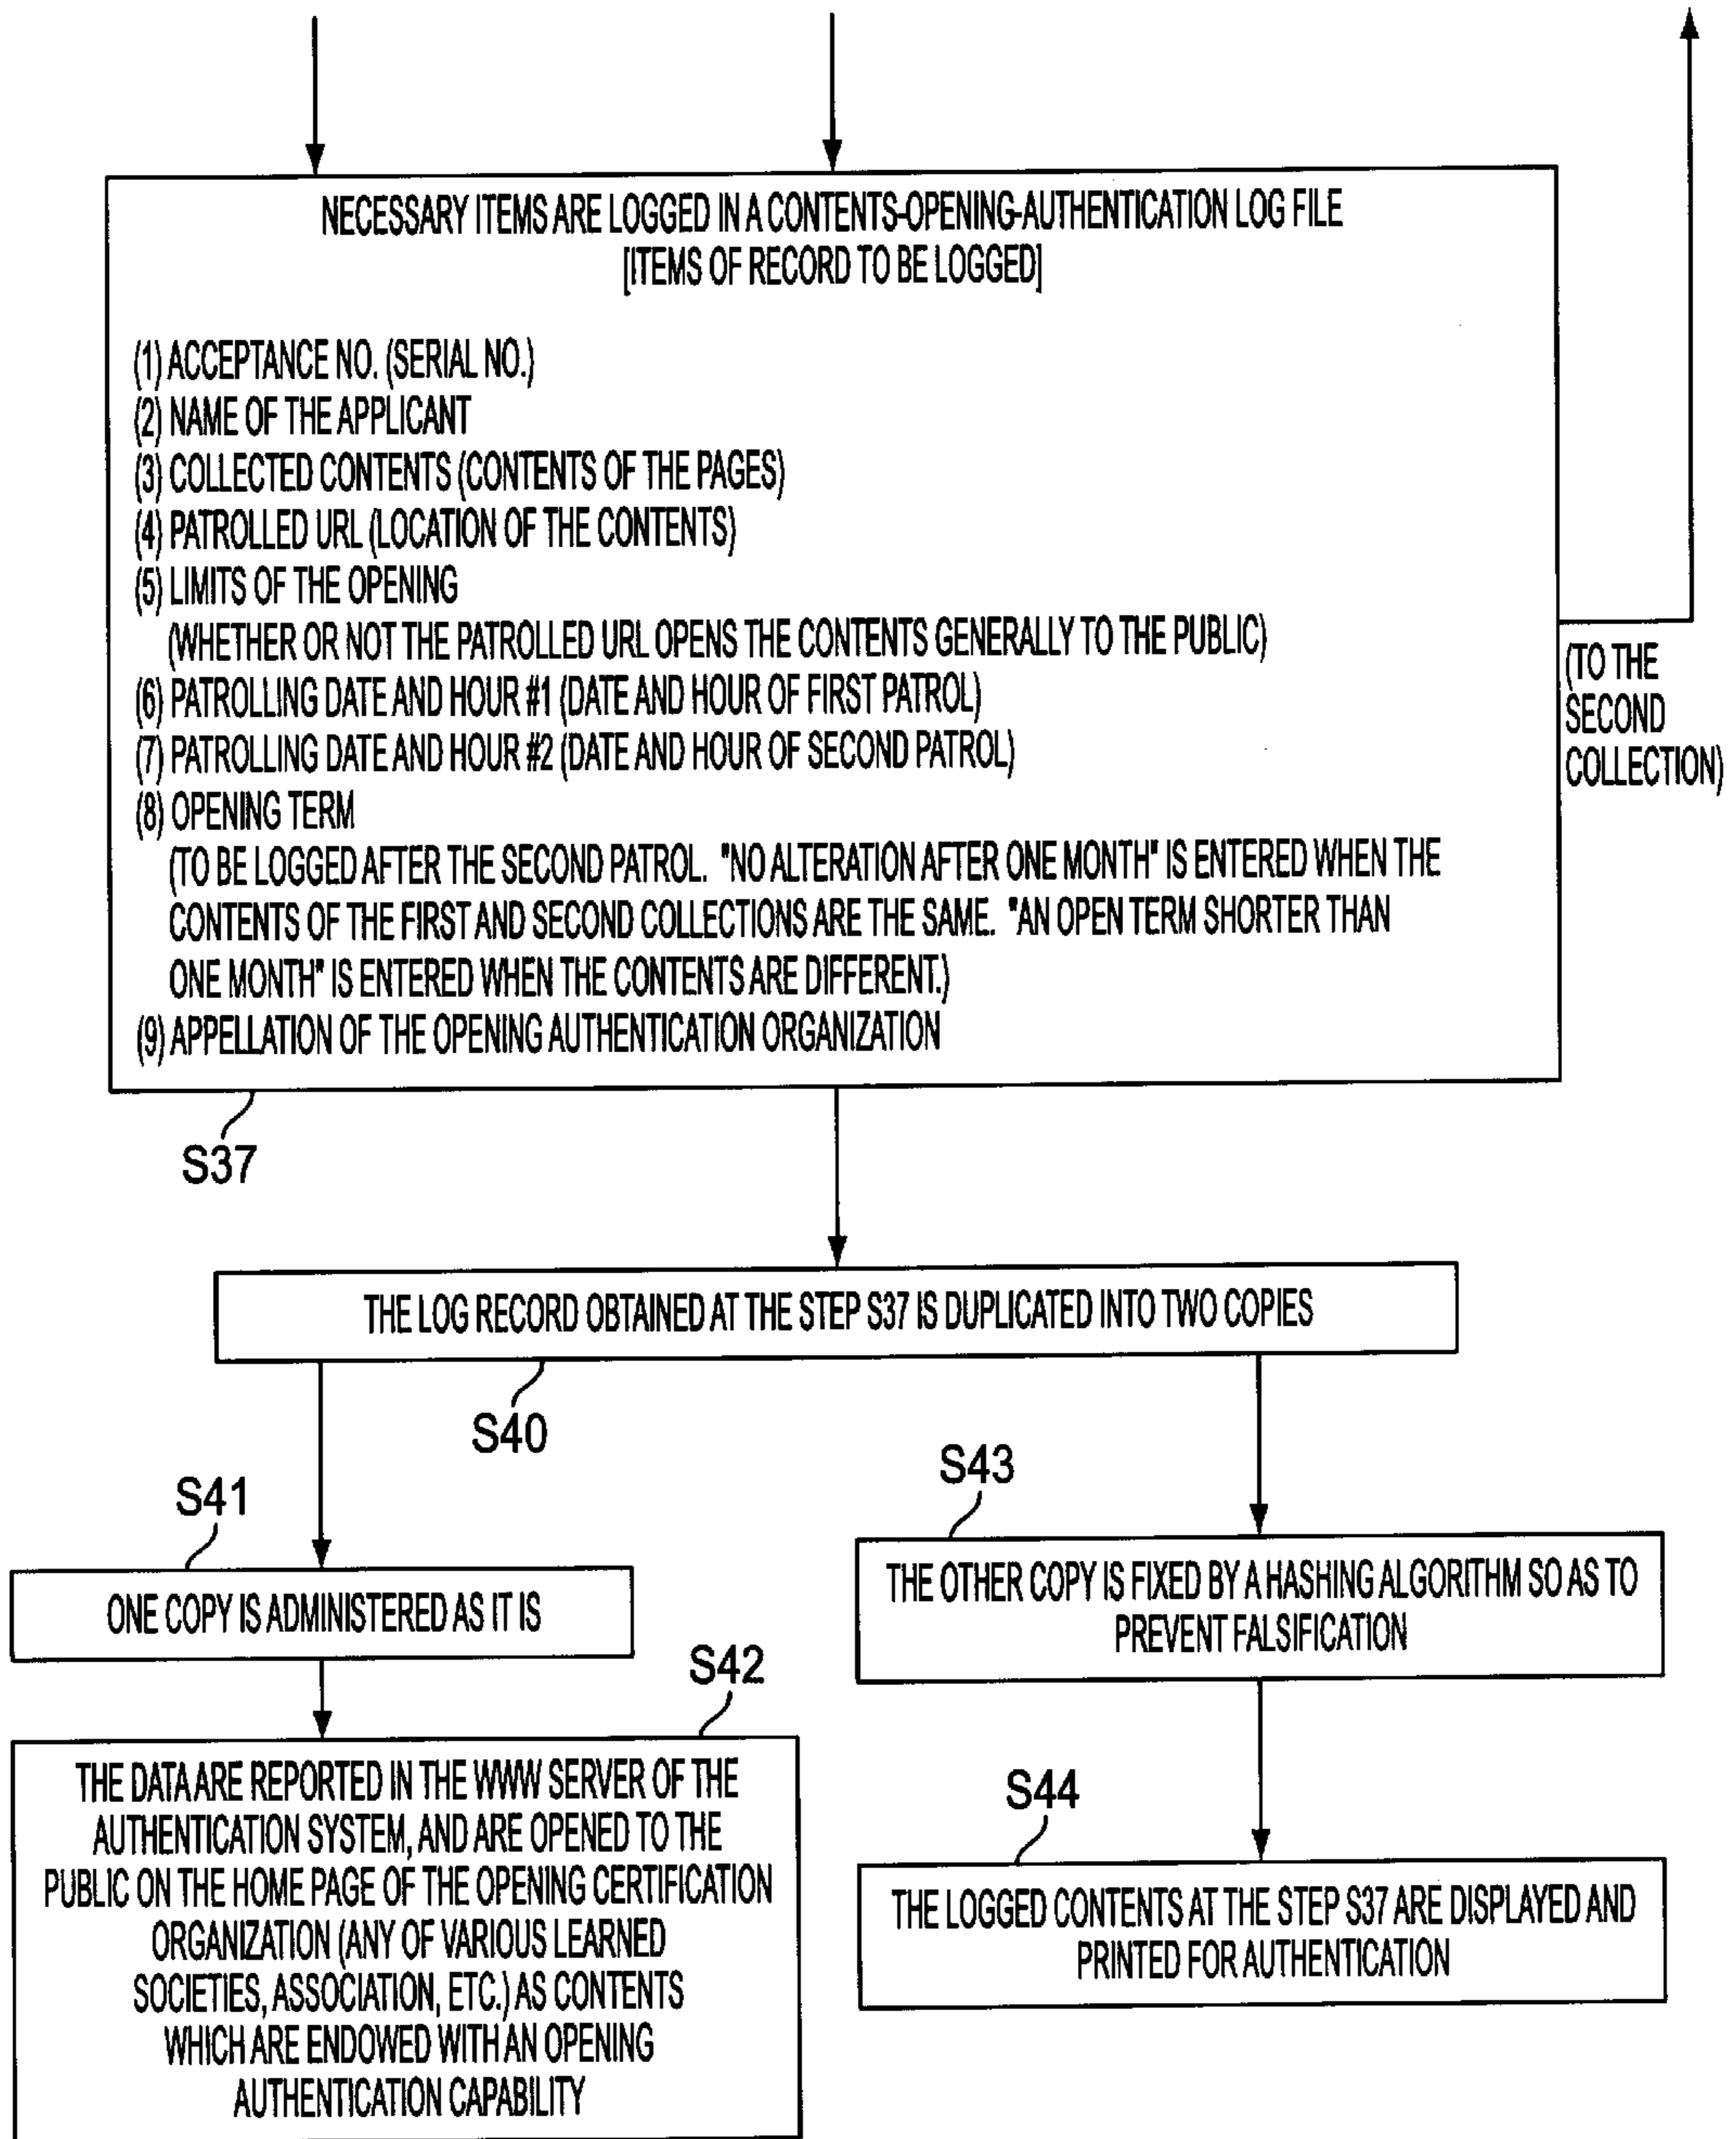 NECESSARY ITEMS ARE LOGGED IN A CONTENTS-OPENING-AUTHENTICATION LOG FILE
[ITEMS OF RECORD TO BE LOGGED]
(1) ACCEPTANCE NO. (SERIAL NO.)
(2) NAME OF THE APPLICANT
(3) COLLECTED CONTENTS (CONTENTS OF THE PAGES)
(4) PATROLLED URL (LOCATION OF THE CONTENTS)
(5) LIMITS OF THE OPENING
(WHETHER OR NOT THE PATROLLED URL OPENS THE CONTENTS GENERALLY TO THE PUBLIC)
(6) PATROLLING DATE AND HOUR #1 (DATE AND HOUR OF FIRST PATROL)
(7) PATROLLING DATE AND HOUR #2 (DATE AND HOUR OF SECOND PATROL)
(8) OPENING TERM
(TO BE LOGGED AFTER THE SECOND PATROL. "NO ALTERATION AFTER ONE MONTH" IS ENTERED WHEN THE
CONTENTS OF THE FIRST AND SECOND COLLECTIONS ARE THE SAME. "AN OPEN TERM SHORTER THAN
ONE MONTH" IS ENTERED WHEN THE CONTENTS ARE DIFFERENT.)
(9) APPELLATION OF THE OPENING AUTHENTICATION ORGANIZATION
(TO THE
SECOND
COLLECTION)
S37
THE LOG RECORD OBTAINED AT THE STEP S37 IS DUPLICATED INTO TWO COPIES
S40
S41
ONE COPY IS ADMINISTERED AS IT IS
S42
THE DATA ARE REPORTED IN THE WWW SERVER OF THE
AUTHENTICATION SYSTEM, AND ARE OPENED TO THE
PUBLIC ON THE HOME PAGE OF THE OPENING CERTIFICATION
ORGANIZATION (ANY OF VARIOUS LEARNED
SOCIETIES, ASSOCIATION, ETC.) AS CONTENTS
WHICH ARE ENDOWED WITH AN OPENING
AUTHENTICATION CAPABILITY
S43
THE OTHER COPY IS FIXED BY A HASHING ALGORITHM SO AS TO
PREVENT FALSIFICATION
S44
THE LOGGED CONTENTS AT THE STEP S37 ARE DISPLAYED AND
PRINTED FOR AUTHENTICATION